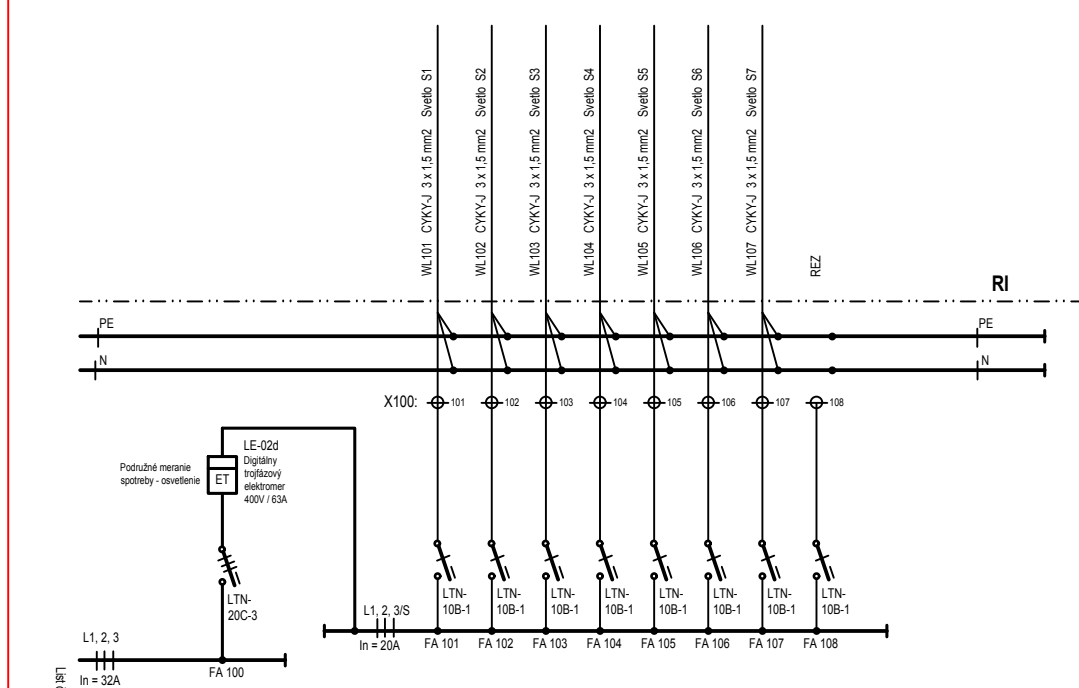 WL101 CYKY-J 3 x 1,5 mm2 Svetlo S1
WL102 CYKY-J 3 x 1,5 mm2 Svetlo S2
WL103 CYKY-J 3 x 1,5 mm2 Svetlo S3
WL104 CYKY-J 3 x 1,5 mm2 Svetlo S4
WL105 CYKY-J 3 x 1,5 mm2 Svetlo S5
WL106 CYKY-J 3 x 1,5 mm2 Svetlo S6
WL107 CYKY-J 3 x 1,5 mm2 Svetlo S7
REZ
RI
PE
PE
N
N
X100:
101
102
103
104
105
106
107
108
Podružné meranie
spotreby - osvetlenie
ET
LE-02d
Digitálny
trojfázový
elektromer
400V / 63A
LTN-
20C-3
LTN-
10B-1
LTN-
10B-1
LTN-
10B-1
LTN-
10B-1
LTN-
10B-1
LTN-
10B-1
LTN-
10B-1
LTN-
10B-1
L1, 2, 3/S
In = 20A
FA 101
FA 102
FA 103
FA 104
FA 105
FA 106
FA 107
FA 108
L1, 2, 3
In = 32A
FA 100
List